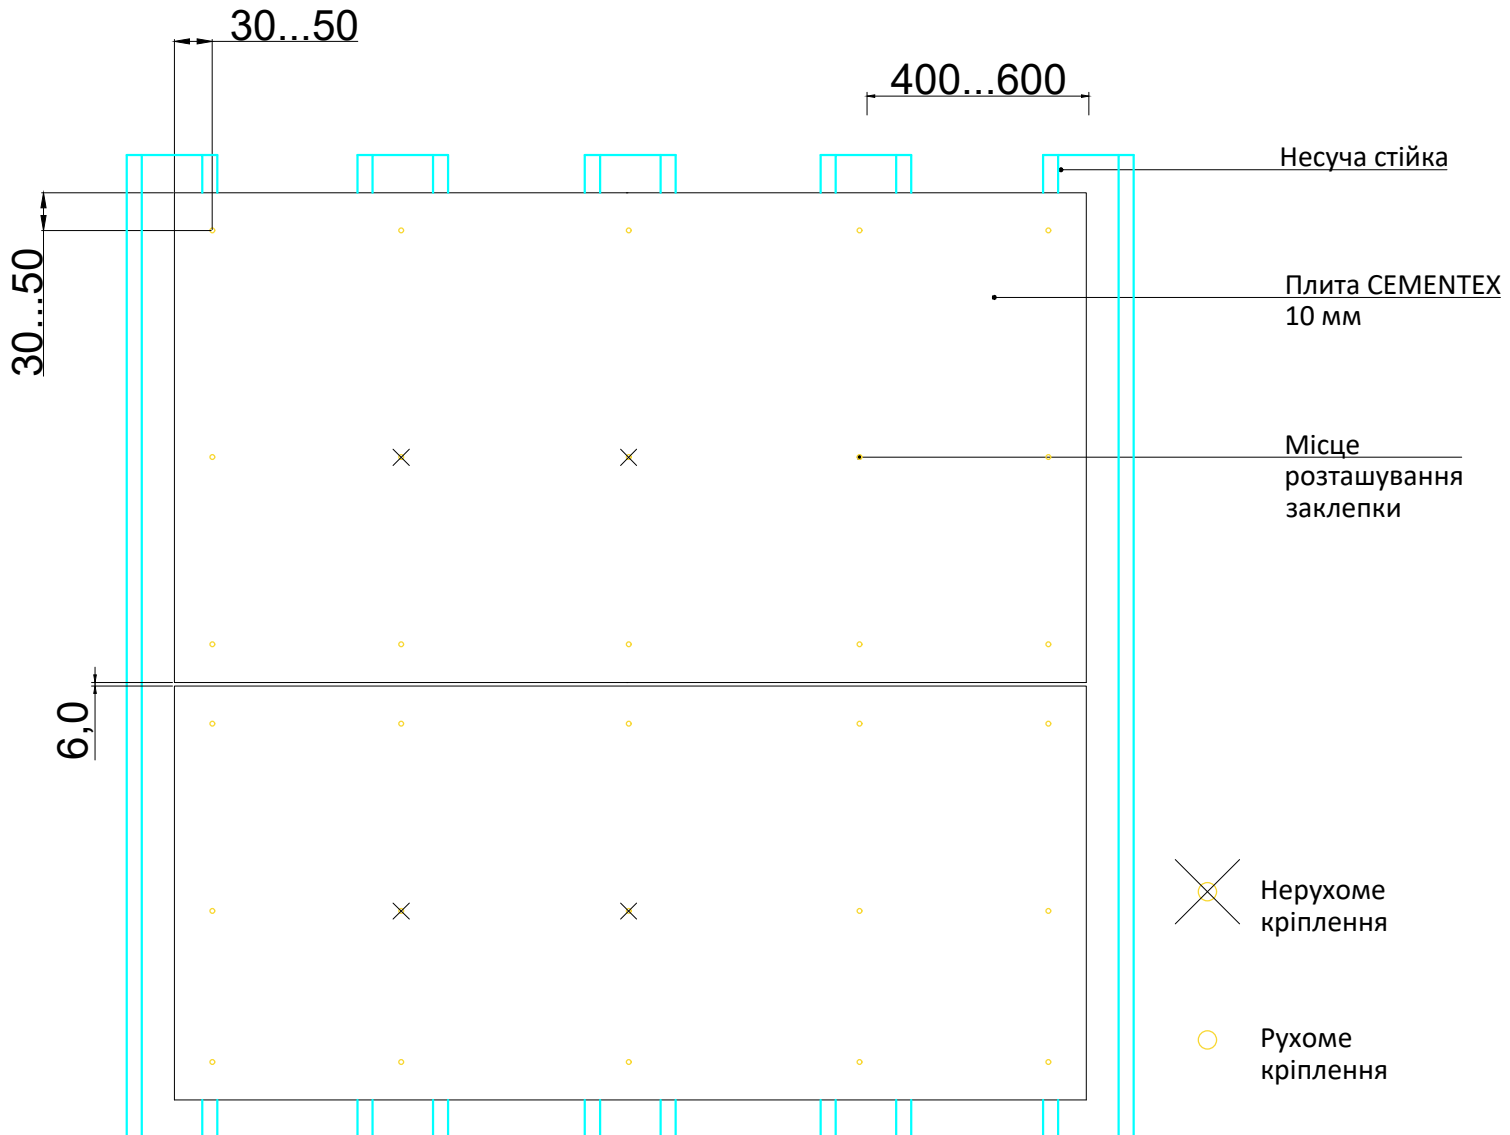 30...50
400...600
Несуча стійка
30...50
Плита CEMENTEX
10 мм
Місце
розташування
заклепки
6,0
Нерухоме
кріплення
Рухоме
кріплення